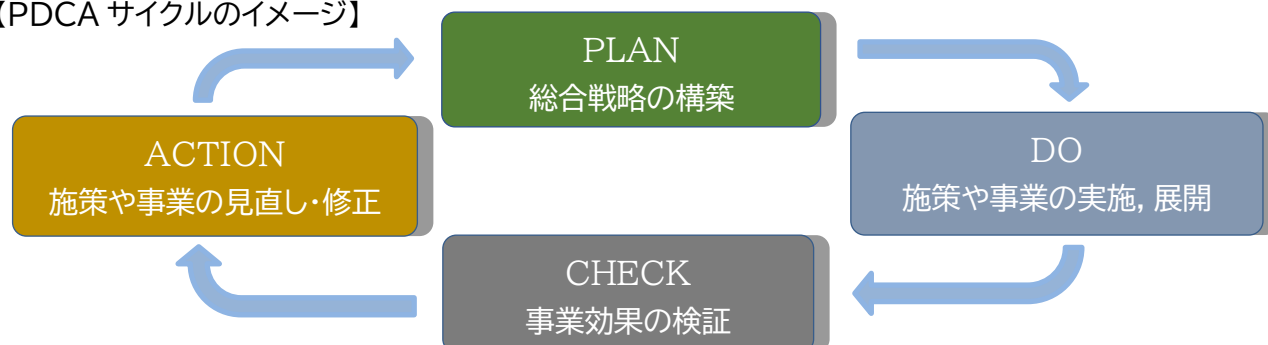 【PDCA サイクルのイメージ】
PLAN
総合戦略の構築
DO
施策や事業の実施, 展開
CHECK
事業効果の検証
ACTION
施策や事業の見直し・修正